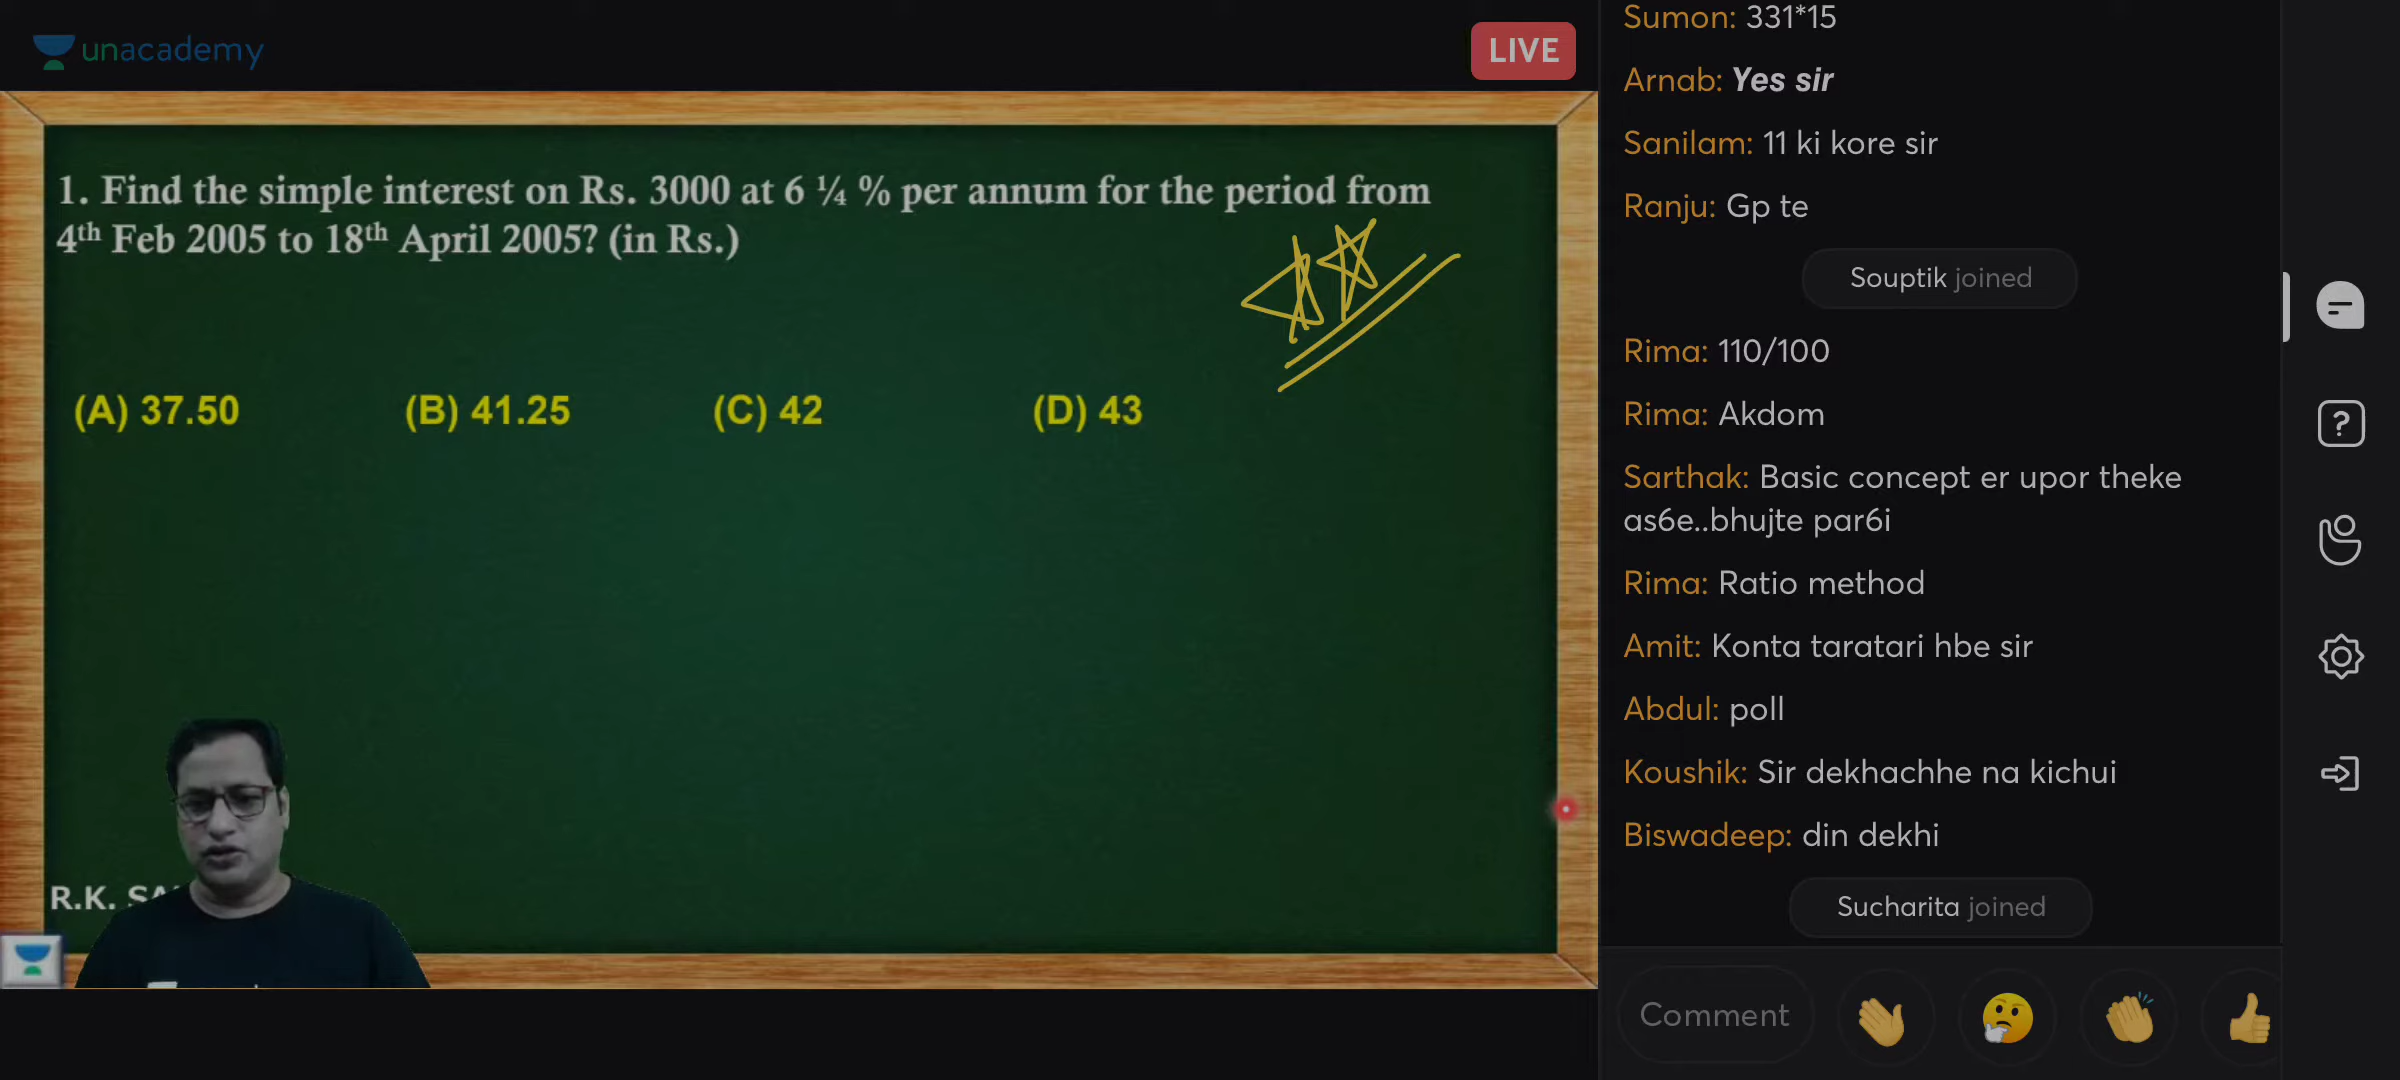 unacademy
LIVE
1. Find the simple interest on Rs. 3000 at 6 ¼ % per annum for the period from
4th Feb 2005 to 18th April 2005? (in Rs.)
(A) 37.50 (B) 41.25 (C) 42 (D) 43
R.K.
Sumon: 331*15
Arnab: Yes sir
Sanilam: 11 ki kore sir
Ranju: Gp te
Souptik joined
Rima: 110/100
Rima: Akdom
Sarthak: Basic concept er upor theke
as6e..bhujte par6i
Rima: Ratio method
Amit: Konta taratari hbe sir
Abdul: poll
Koushik: Sir dekhachhe na kichui
Biswadeep: din dekhi
Sucharita joined
Comment